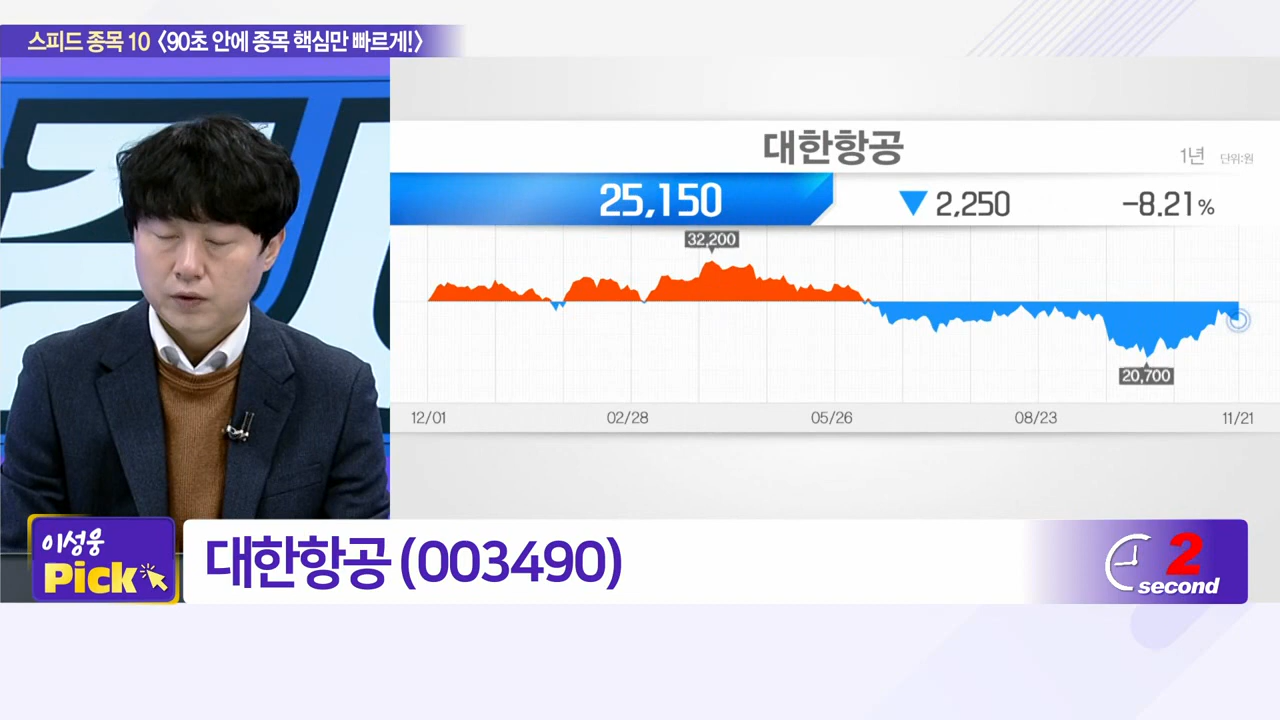 스피드 종목 10 〈90초 안에 종목 핵심만 빠르게!〉
대한항공
1년 단위:원
25,150 ▼ 2,250 -8.21%
32,200
20,700
12/01 02/28 05/26 08/23 11/21
이성웅
Pick
대한항공 (003490)
2
second